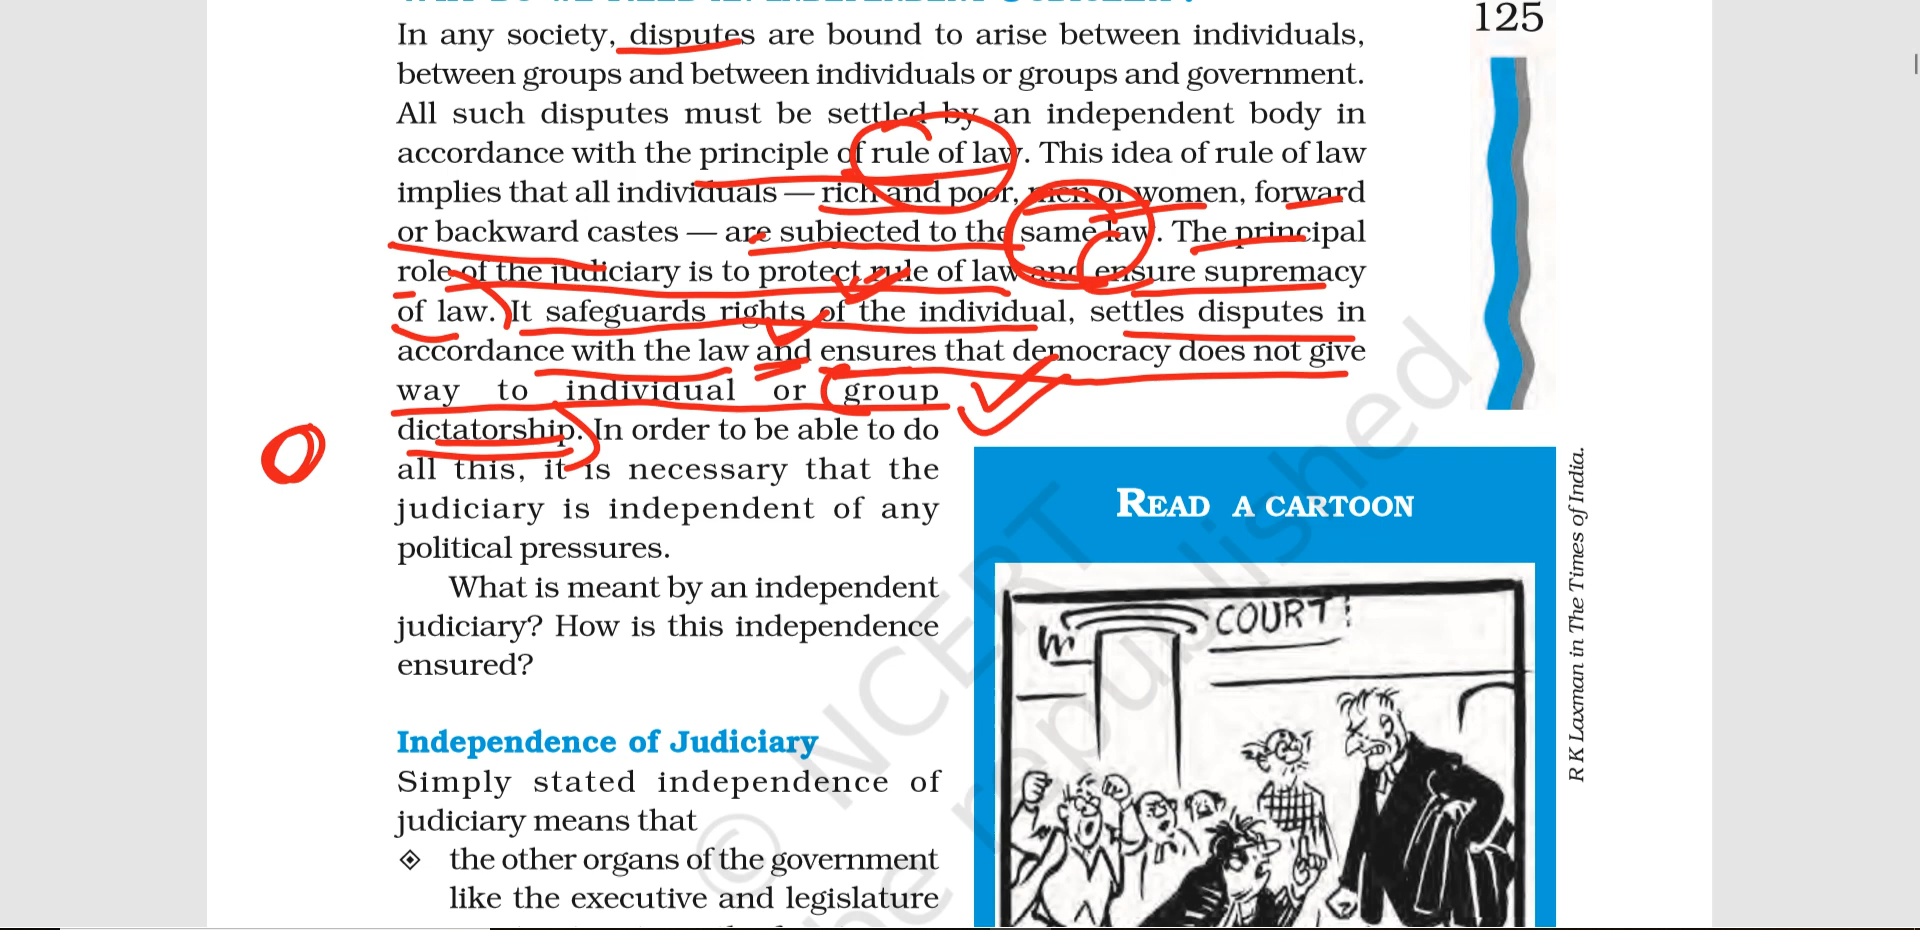 125
In any society, disputes are bound to arise between individuals,
between groups and between individuals or groups and government.
All such disputes must be settled by an independent body in
accordance with the principle of rule of law. This idea of rule of law
implies that all individuals — rich and poor, men or women, forward
or backward castes — are subjected to the same law. The principal
role of the judiciary is to protect rule of law and ensure supremacy
of law. It safeguards rights of the individual, settles disputes in
accordance with the law and ensures that democracy does not give
way to individual or group
dictatorship. In order to be able to do
all this, it is necessary that the
judiciary is independent of any
political pressures.
What is meant by an independent
judiciary? How is this independence
ensured?
Independence of Judiciary
Simply stated independence of
judiciary means that
the other organs of the government
like the executive and legislature
READ A CARTOON
COURT
R K Laxman in The Times of India.
© NCERT
be republished